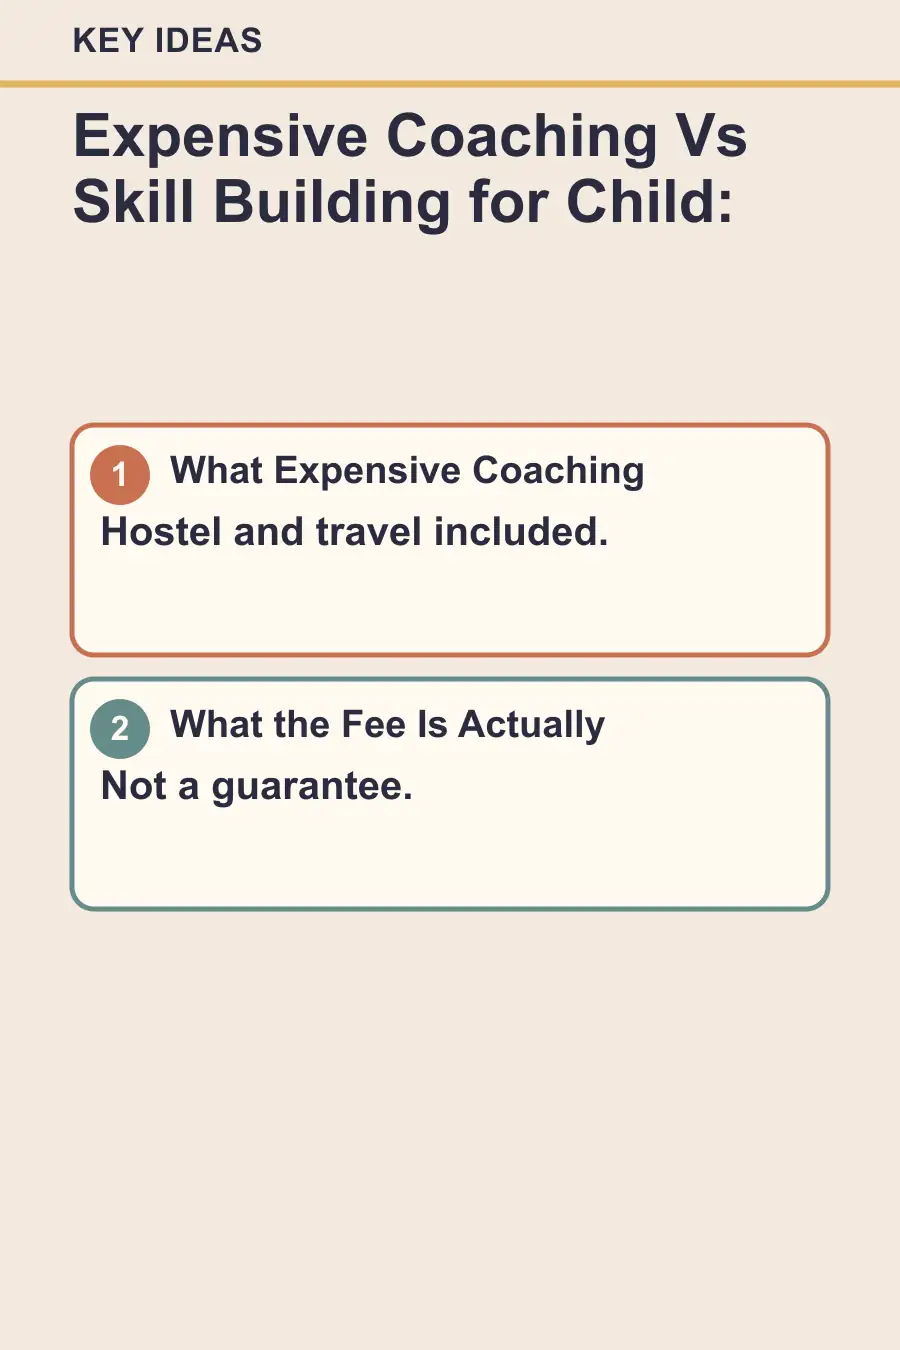 KEY IDEAS
Expensive Coaching Vs
Skill Building for Child:
1 What Expensive Coaching
Hostel and travel included.
2 What the Fee Is Actually
Not a guarantee.